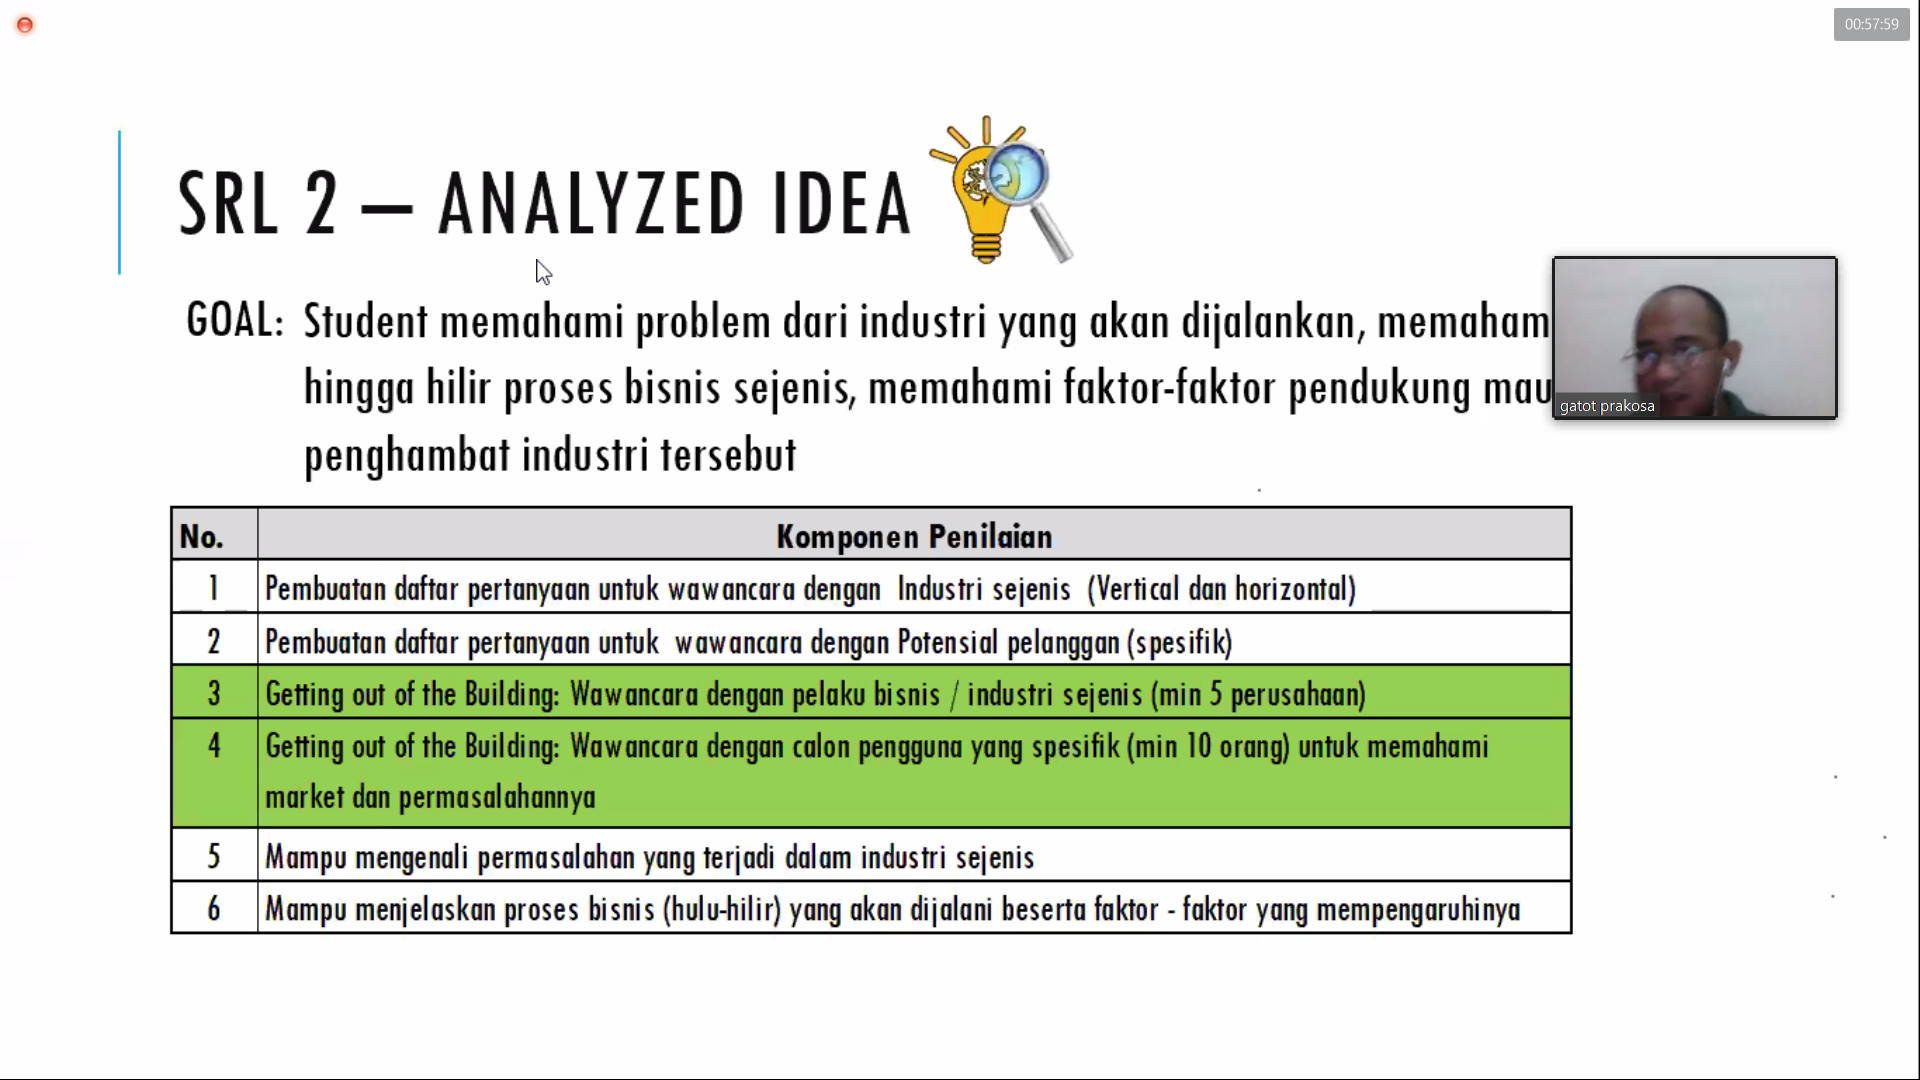 00:57:59
SRL 2 – ANALYZED IDEA
GOAL: Student memahami problem dari industri yang akan dijalankan,
hingga hilir proses bisnis sejenis, memahami faktor-faktor pendukung
penghambat industri tersebut
gatot prakosa
No. Komponen Penilaian
1 Pembuatan daftar pertanyaan untuk wawancara dengan Industri sejenis (Vertical dan horizontal)
2 Pembuatan daftar pertanyaan untuk wawancara dengan Potensial pelanggan (spesifik)
3 Getting out of the Building: Wawancara dengan pelaku bisnis / industri sejenis (min 5 perusahaan)
4 Getting out of the Building: Wawancara dengan calon pengguna yang spesifik (min 10 orang) untuk memahami
market dan permasalahannya
5 Mampu mengenali permasalahan yang terjadi dalam industri sejenis
6 Mampu menjelaskan proses bisnis (hulu-hilir) yang akan dijalani beserta faktor - faktor yang mempengaruhinya